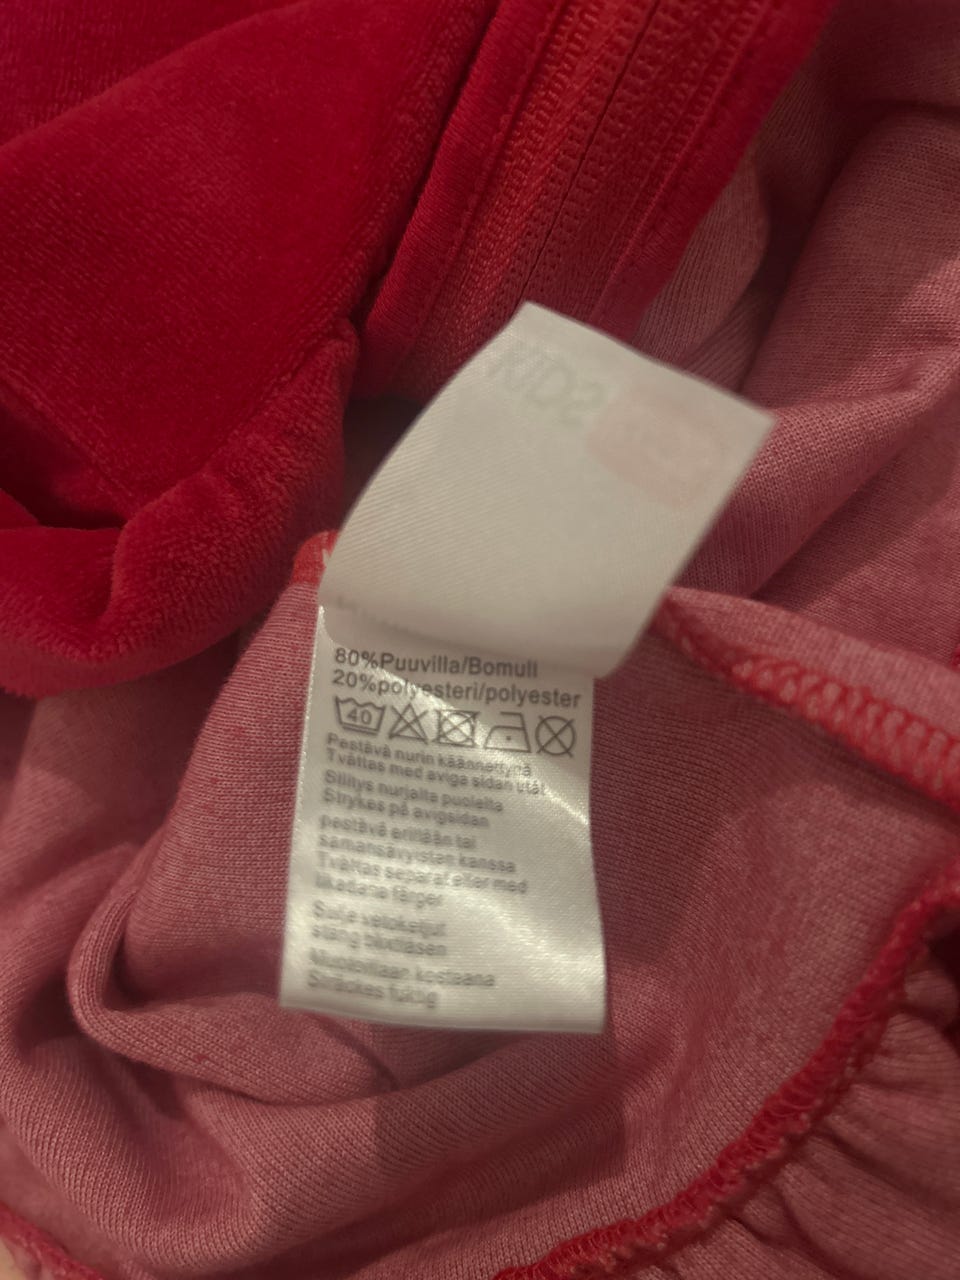 80%Puuvilla/Bomull
20%polyesteri/polyester
40
Pestävä nurin käännettynä
Tvättas med aviga sidan utåt
Silitys nurjalta puolelta
Strykes på avigsidan
pestävä erillään tai
samansävyisten kanssa
Tvättas separat.eller med
likadana färger
Sulje vetoketjut
stäng blixtlåsen
Muotoillaan kosteana
Sträckes fuktig